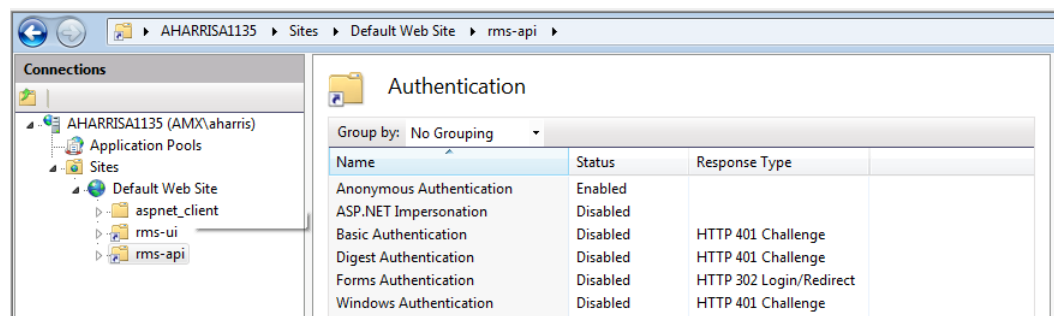 AHARRISA1135 Sites Default Web Site rms-api
Connections
AHARRISA1135 (AMX\aharris)
Application Pools
Sites
Default Web Site
aspnet_client
rms-ui
rms-api
Authentication
Group by: No Grouping
Name Status Response Type
Anonymous Authentication Enabled
ASP.NET Impersonation Disabled
Basic Authentication Disabled HTTP 401 Challenge
Digest Authentication Disabled HTTP 401 Challenge
Forms Authentication Disabled HTTP 302 Login/Redirect
Windows Authentication Disabled HTTP 401 Challenge